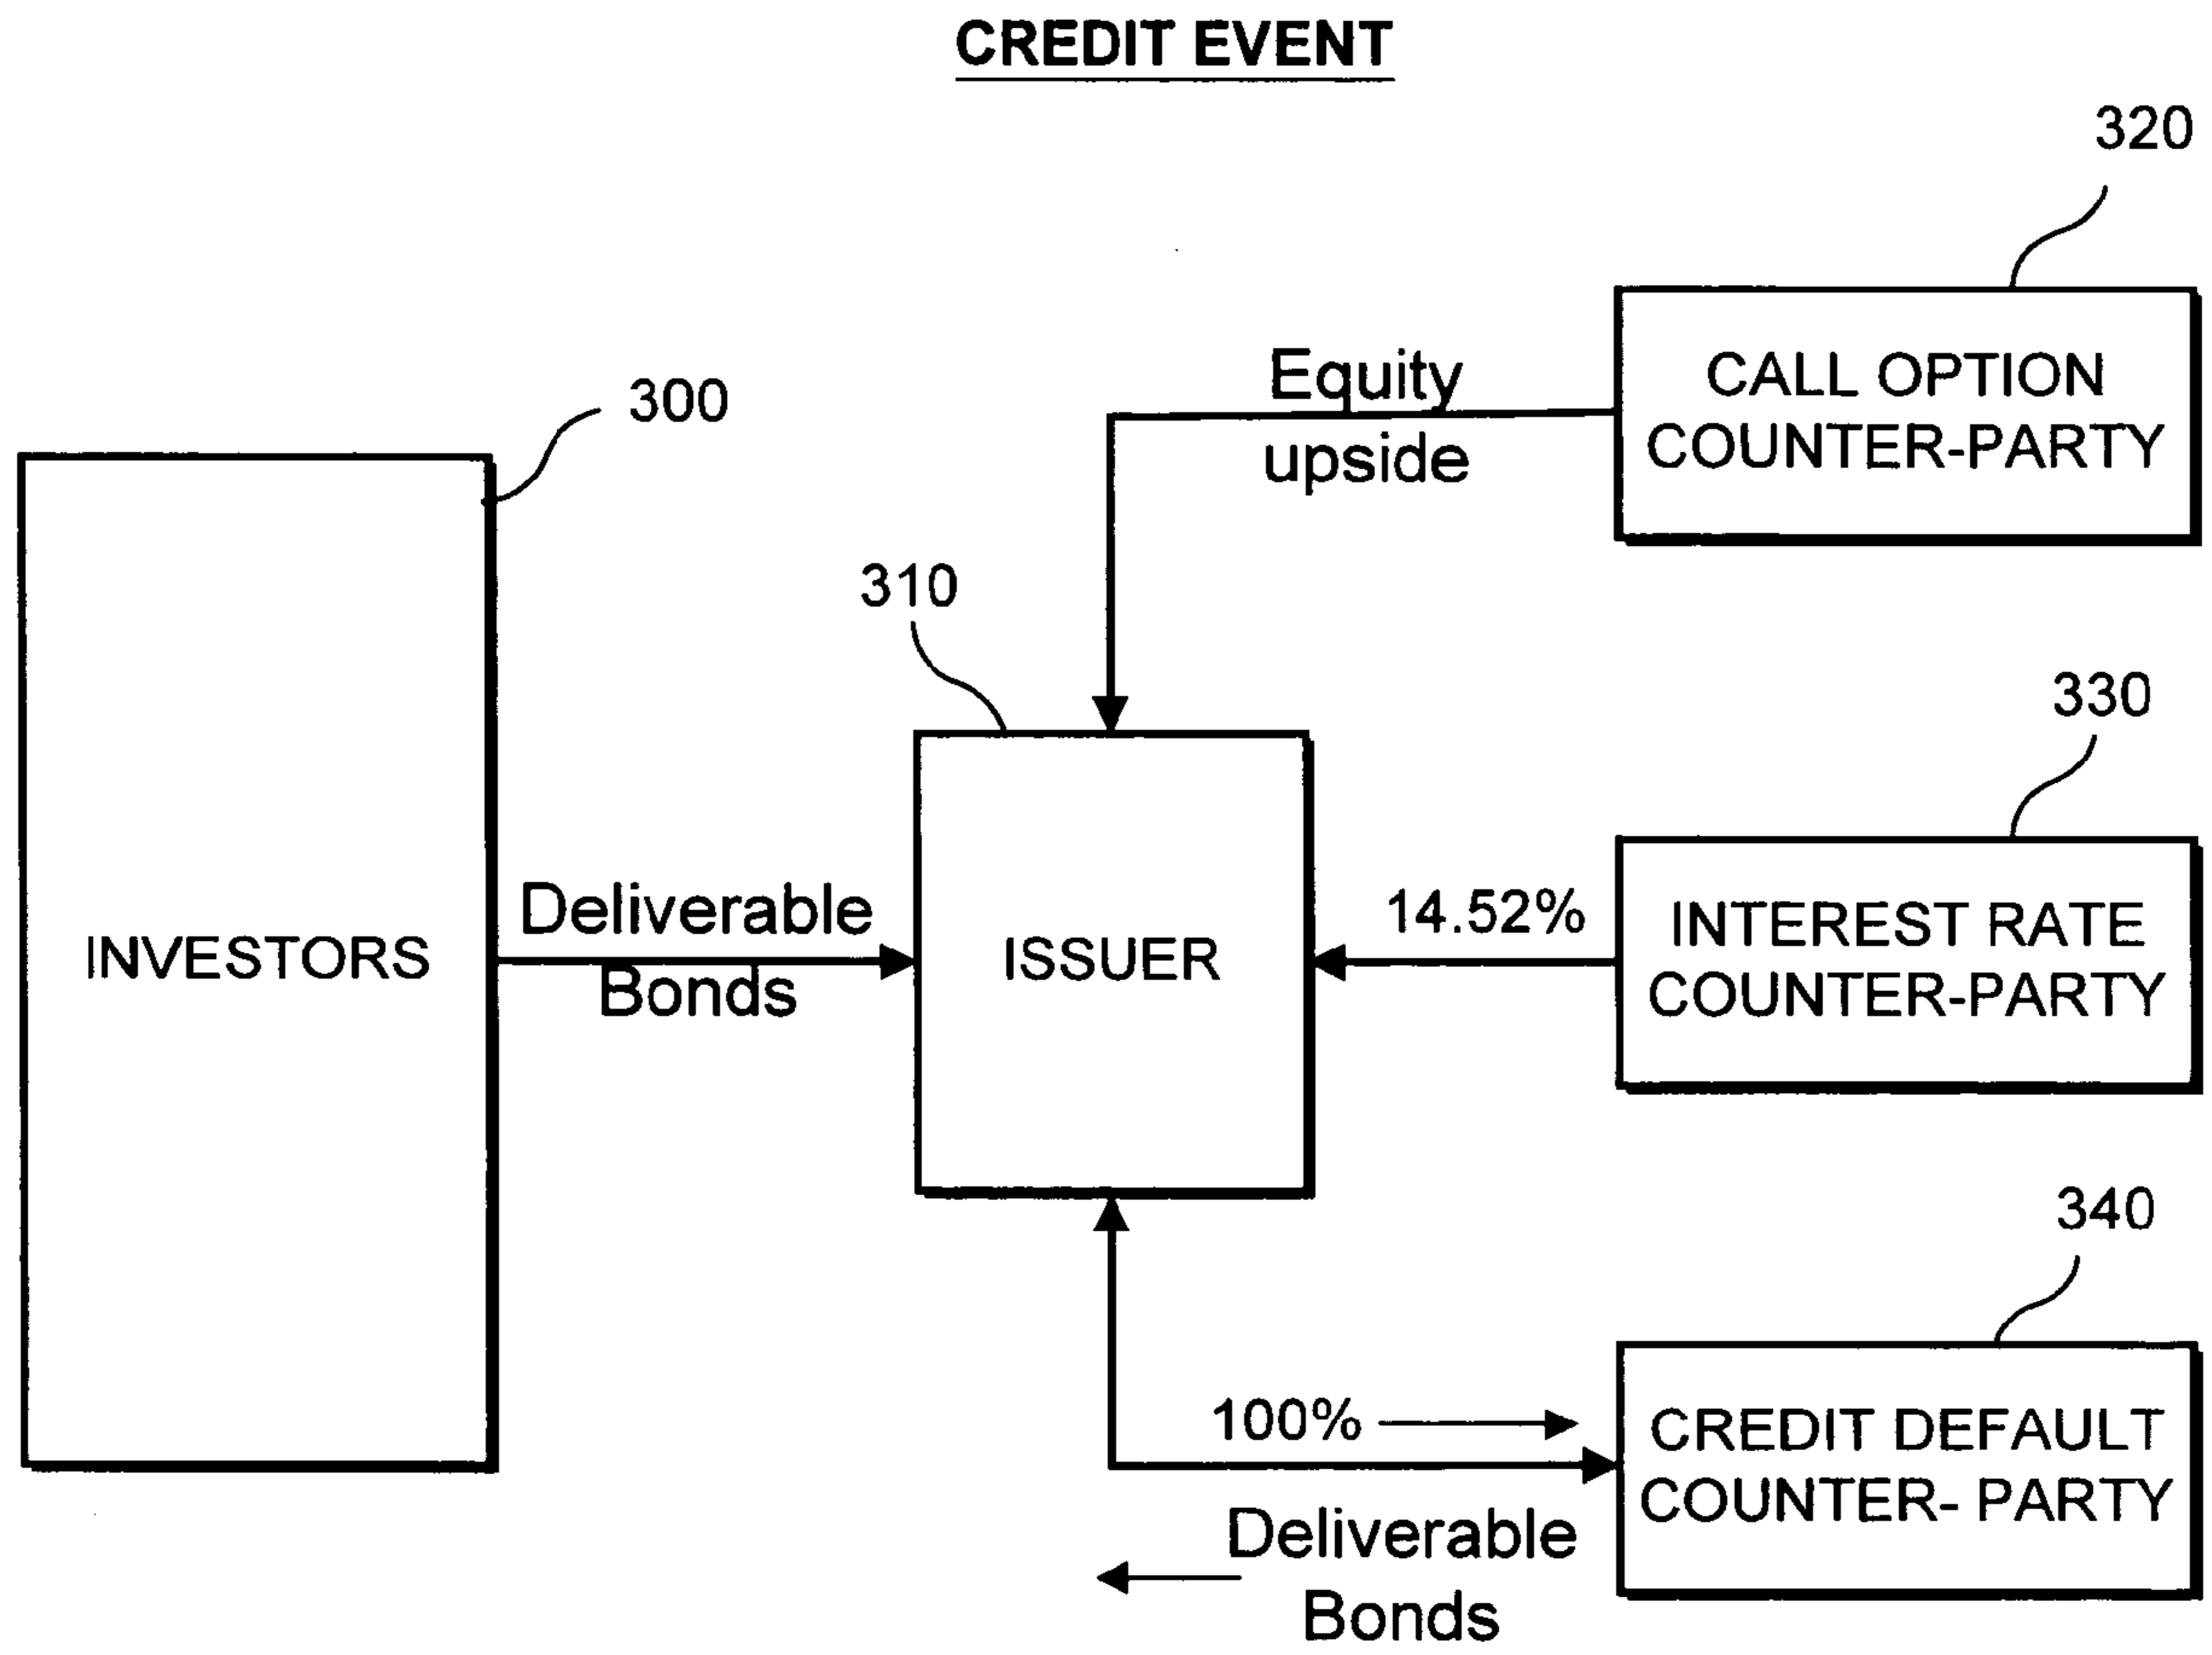 CREDIT EVENT
320
CALL OPTION
COUNTER-PARTY
Equity
upside
300
310
330
INVESTORS
Deliverable
Bonds
ISSUER
14.52%
INTEREST RATE
COUNTER-PARTY
340
100%
CREDIT DEFAULT
COUNTER- PARTY
Deliverable
Bonds